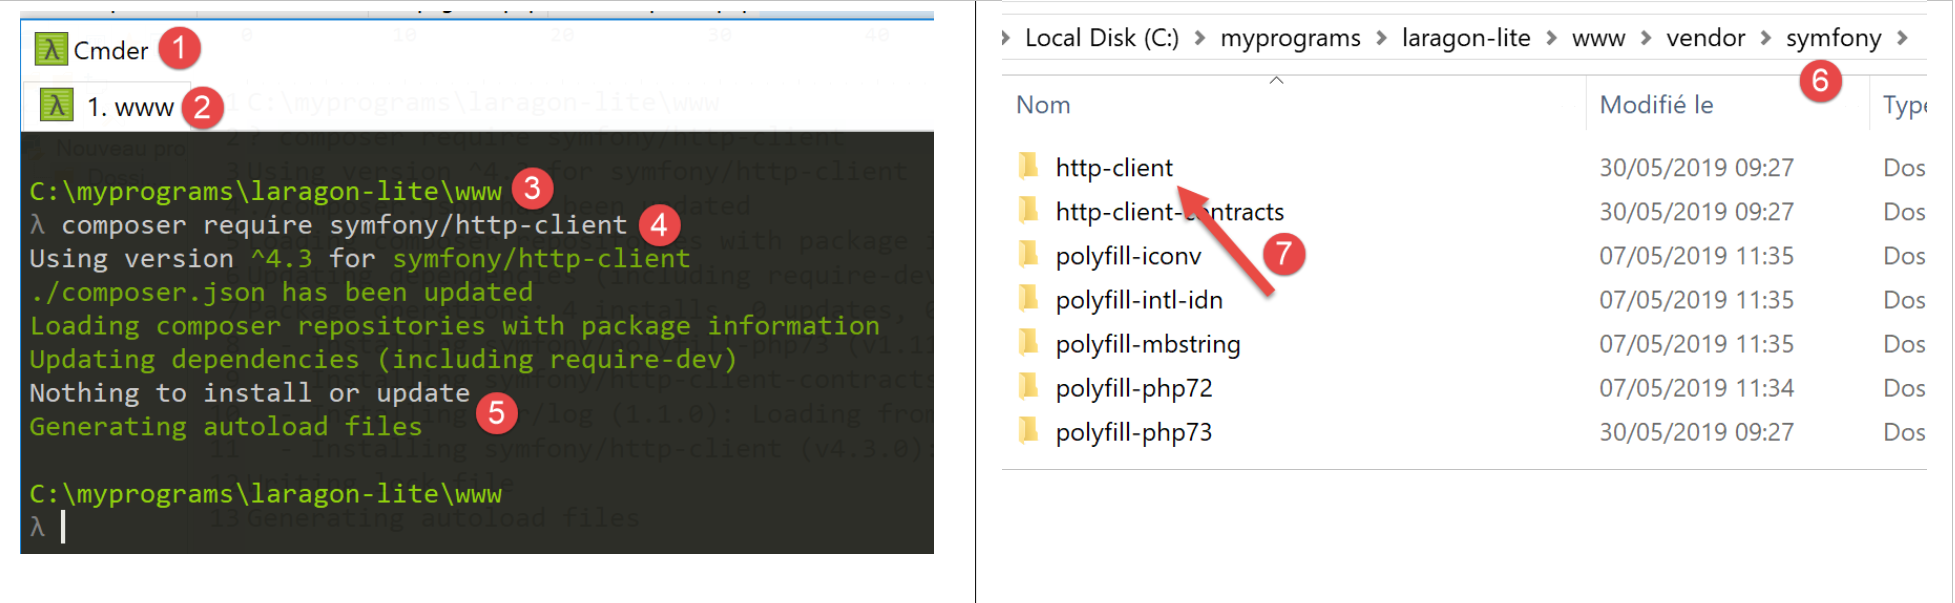 Cmder 1
1. www 2
C:\myprograms\laragon-lite\www 3
λ composer require symfony/http-client 4
Using version ^4.3 for symfony/http-client
./composer.json has been updated
Loading composer repositories with package information
Updating dependencies (including require-dev)
Nothing to install or update
5
Generating autoload files
C:\myprograms\laragon-lite\www
λ
Local Disk (C:) > myprograms > laragon-lite > www > vendor > symfony >
6
Nom Modifié le Type
http-client 30/05/2019 09:27 Dos
http-client-contracts 30/05/2019 09:27 Dos
7
polyfill-iconv 07/05/2019 11:35 Dos
polyfill-intl-idn 07/05/2019 11:35 Dos
polyfill-mbstring 07/05/2019 11:35 Dos
polyfill-php72 07/05/2019 11:34 Dos
polyfill-php73 30/05/2019 09:27 Dos